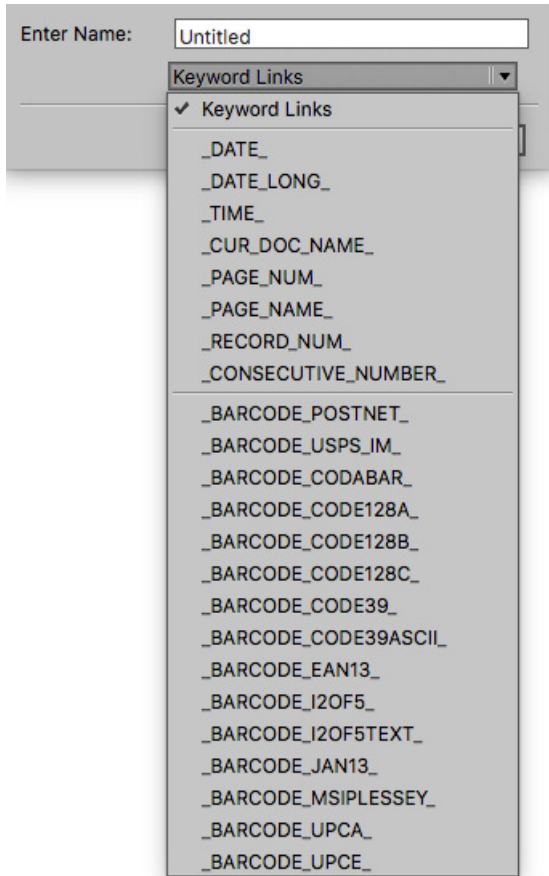 Enter Name: Untitled
Keyword Links
Keyword Links
_DATE_
_DATE_LONG_
_TIME_
_CUR_DOC_NAME_
_PAGE_NUM_
_PAGE_NAME_
_RECORD_NUM_
_CONSECUTIVE_NUMBER_
_BARCODE_POSTNET_
_BARCODE_USPS_IM_
_BARCODE_CODABAR_
_BARCODE_CODE128A_
_BARCODE_CODE128B_
_BARCODE_CODE128C_
_BARCODE_CODE39_
_BARCODE_CODE39ASCII_
_BARCODE_EAN13_
_BARCODE_I2OF5_
_BARCODE_I2OF5TEXT_
_BARCODE_JAN13_
_BARCODE_MSIPLESSEY_
_BARCODE_UPCA_
_BARCODE_UPCE_